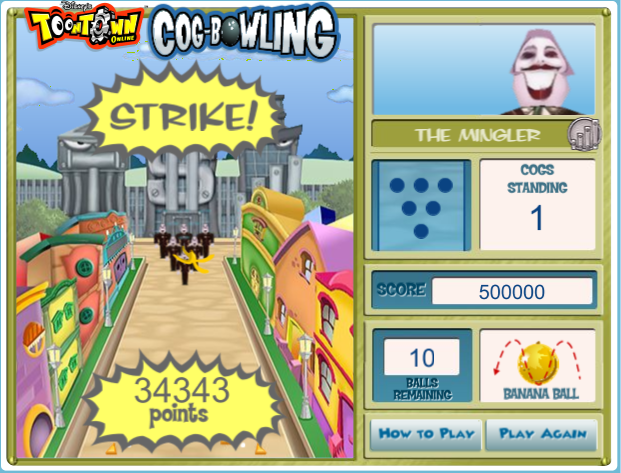 Disney's
TOONTOWN
ONLINE
COG-BOWLING
STRIKE!
34343
points
THE MINGLER
COGS
STANDING
1
SCORE 500000
10
BALLS
REMAINING
BANANA BALL
HOW TO PLAY
PLAY AGAIN